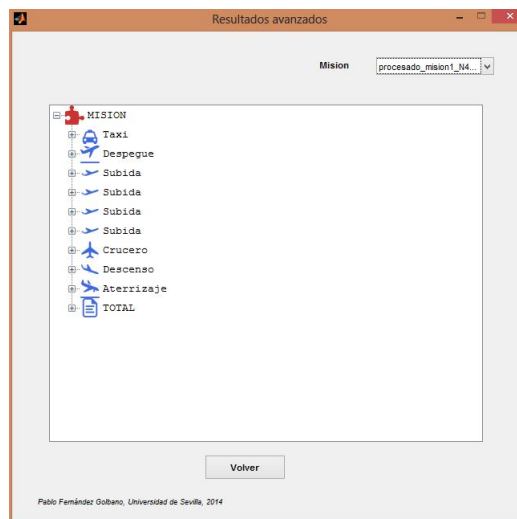 Resultados avanzados
Mision procesado_mision1_N4...
MISION
Taxi
Despegue
Subida
Subida
Subida
Subida
Crucero
Descenso
Aterrizaje
TOTAL
Volver
Pablo Fernández Golbano, Universidad de Sevilla, 2014